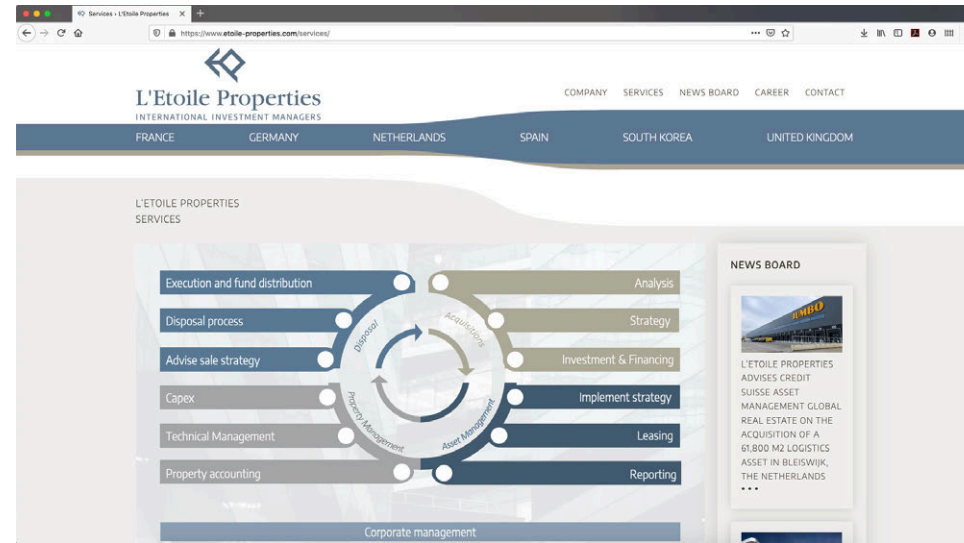 Services › L'Etoile Properties
https://www.etoile-properties.com/services/
L'Etoile Properties
INTERNATIONAL INVESTMENT MANAGERS
COMPANY SERVICES NEWS BOARD CAREER CONTACT
FRANCE GERMANY NETHERLANDS SPAIN SOUTH KOREA UNITED KINGDOM
L'ETOILE PROPERTIES
SERVICES
Execution and fund distribution
Disposal process
Advise sale strategy
Capex
Technical Management
Property accounting
Disposal
Acquisitions
Property Management
Asset Management
Analysis
Strategy
Investment & Financing
Implement strategy
Leasing
Reporting
Corporate management
NEWS BOARD
JUMBO
L'ETOILE PROPERTIES
ADVISES CREDIT
SUISSE ASSET
MANAGEMENT GLOBAL
REAL ESTATE ON THE
ACQUISITION OF A
61,800 M2 LOGISTICS
ASSET IN BLEISWIJK,
THE NETHERLANDS
•••